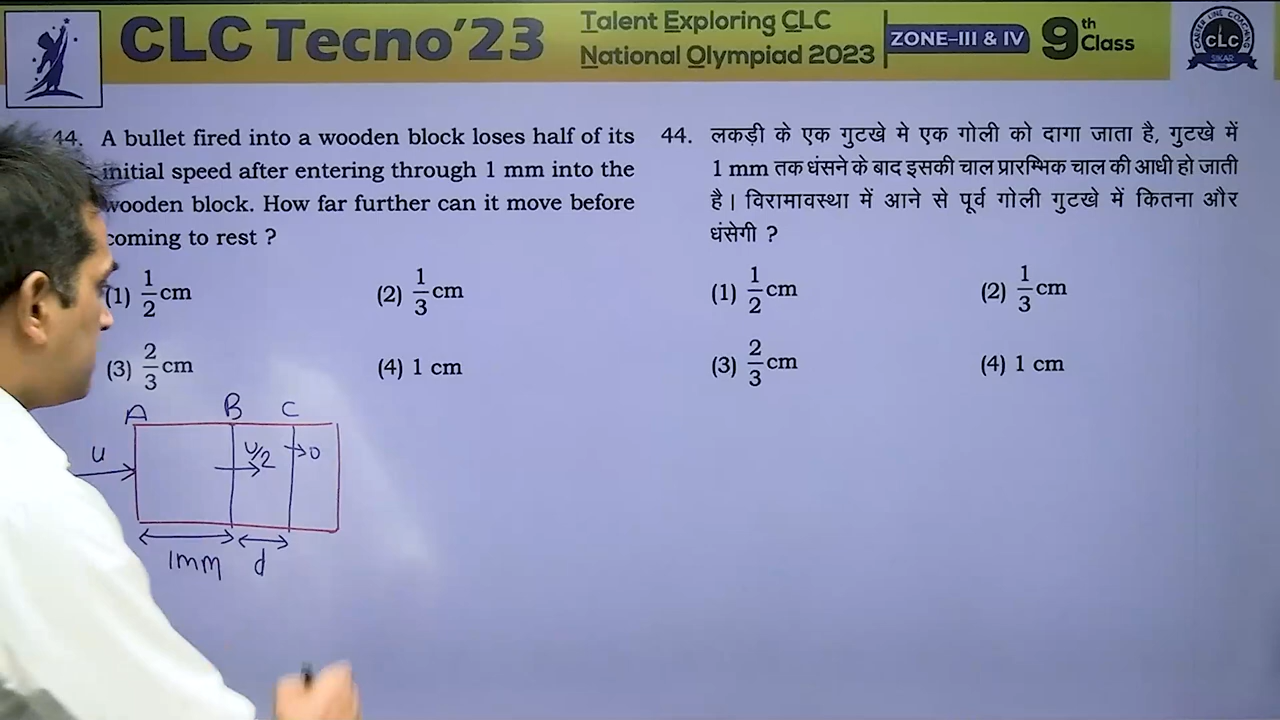 CLC Tecno'23
Talent Exploring CLC
National Olympiad 2023
ZONE–III & IV
9th Class
CAREER LINE COACHING
CLC
SIKAR
44. A bullet fired into a wooden block loses half of its
initial speed after entering through 1 mm into the
wooden block. How far further can it move before
coming to rest ?
(1) 1/2 cm
(2) 1/3 cm
(3) 2/3 cm
(4) 1 cm
44. लकड़ी के एक गुटखे मे एक गोली को दागा जाता है, गुटखे में
1 mm तक धंसने के बाद इसकी चाल प्रारम्भिक चाल की आधी हो जाती
है। विरामावस्था में आने से पूर्व गोली गुटखे में कितना और
धंसेगी ?
(1) 1/2 cm
(2) 1/3 cm
(3) 2/3 cm
(4) 1 cm
A B C
u
u/2
0
1mm d